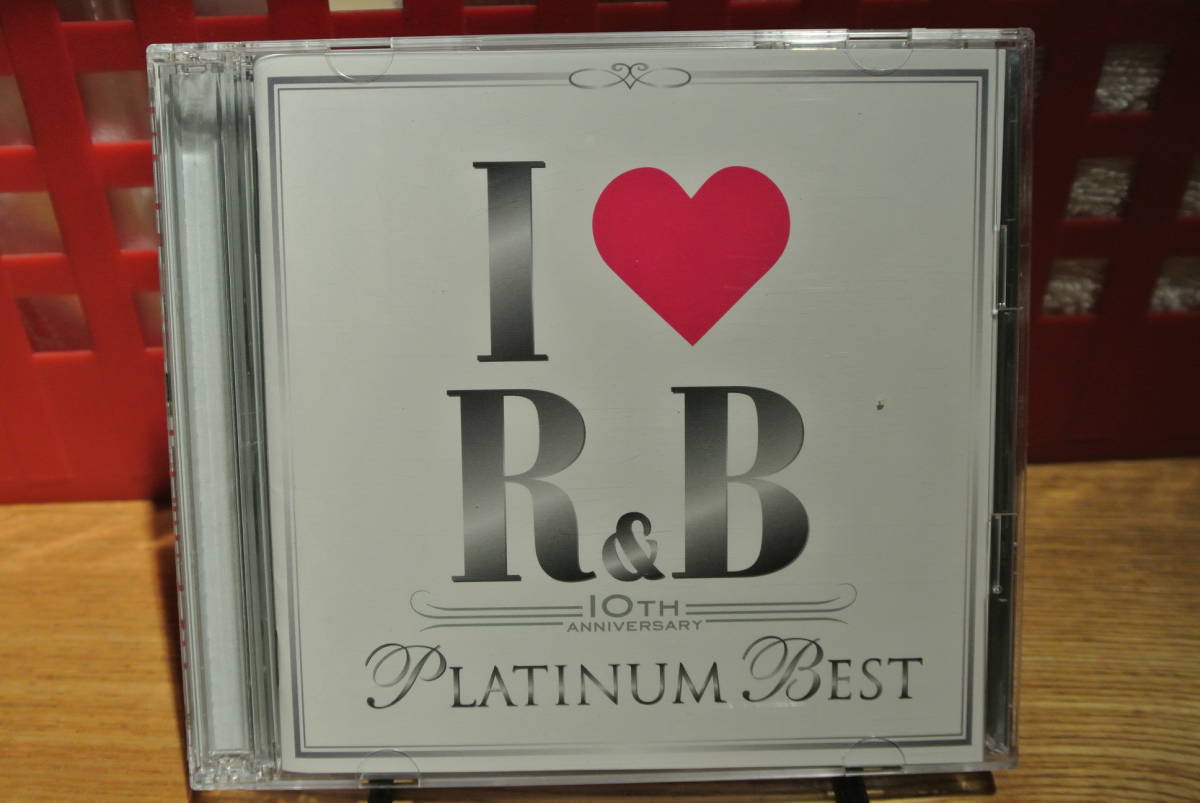 I
R&B
10TH
ANNIVERSARY
PLATINUM BEST